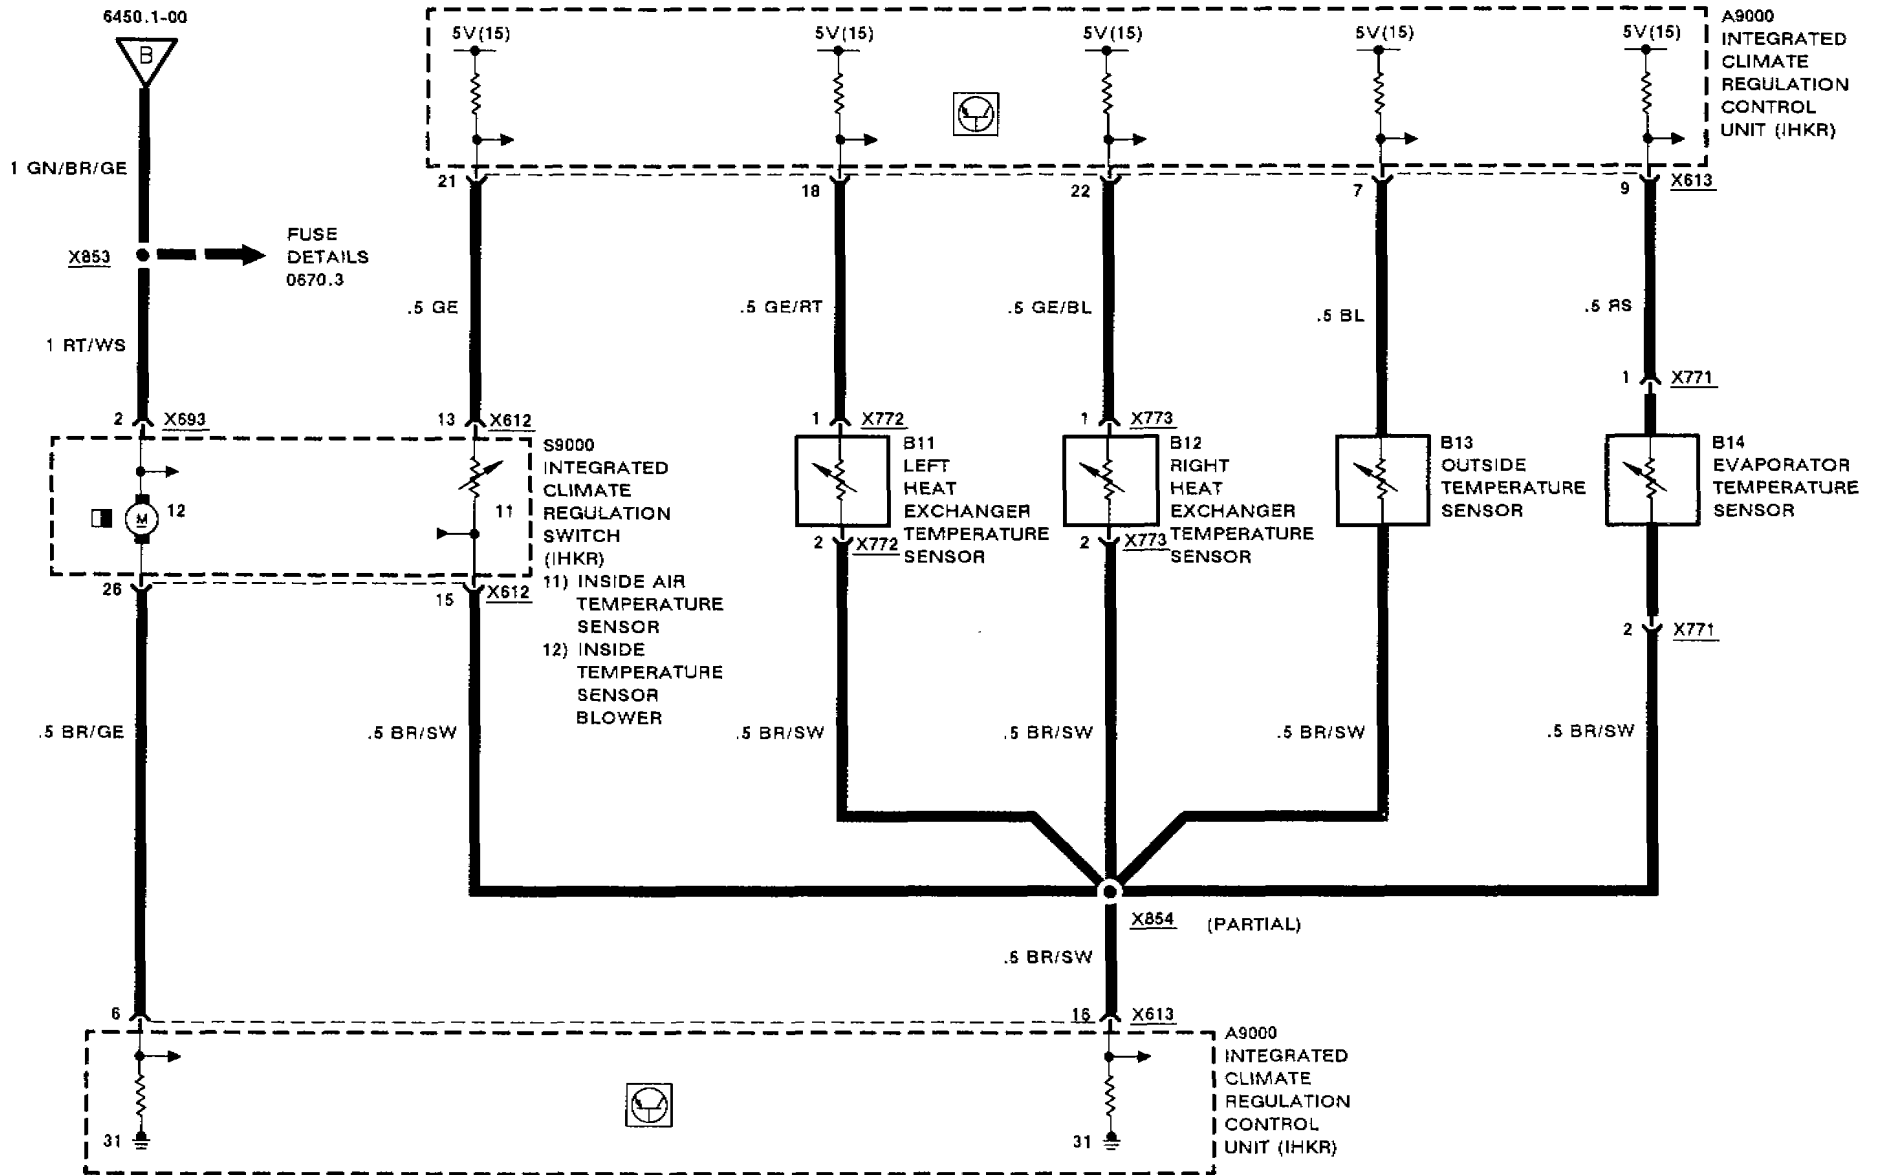 6450.1-00
B
5V(15)
5V(15)
5V(15)
5V(15)
5V(15)
A9000
INTEGRATED
CLIMATE
REGULATION
CONTROL
UNIT (IHKR)
1 GN/BR/GE
21
18
22
7
9
X613
X853
FUSE
DETAILS
0670.3
.5 GE
.5 GE/RT
.5 GE/BL
.5 BL
.5 RS
1 RT/WS
1
X771
2
X693
13
X612
1
X772
1
X773
S9000
INTEGRATED
CLIMATE
REGULATION
SWITCH
(IHKR)
11) INSIDE AIR
TEMPERATURE
SENSOR
12) INSIDE
TEMPERATURE
SENSOR
BLOWER
B11
LEFT
HEAT
EXCHANGER
TEMPERATURE
SENSOR
B12
RIGHT
HEAT
EXCHANGER
TEMPERATURE
SENSOR
B13
OUTSIDE
TEMPERATURE
SENSOR
B14
EVAPORATOR
TEMPERATURE
SENSOR
M
12
11
2
X772
2
X773
26
15
X612
2
X771
.5 BR/GE
.5 BR/SW
.5 BR/SW
.5 BR/SW
.5 BR/SW
.5 BR/SW
X854
(PARTIAL)
.5 BR/SW
6
16
X613
A9000
INTEGRATED
CLIMATE
REGULATION
CONTROL
UNIT (IHKR)
31
31